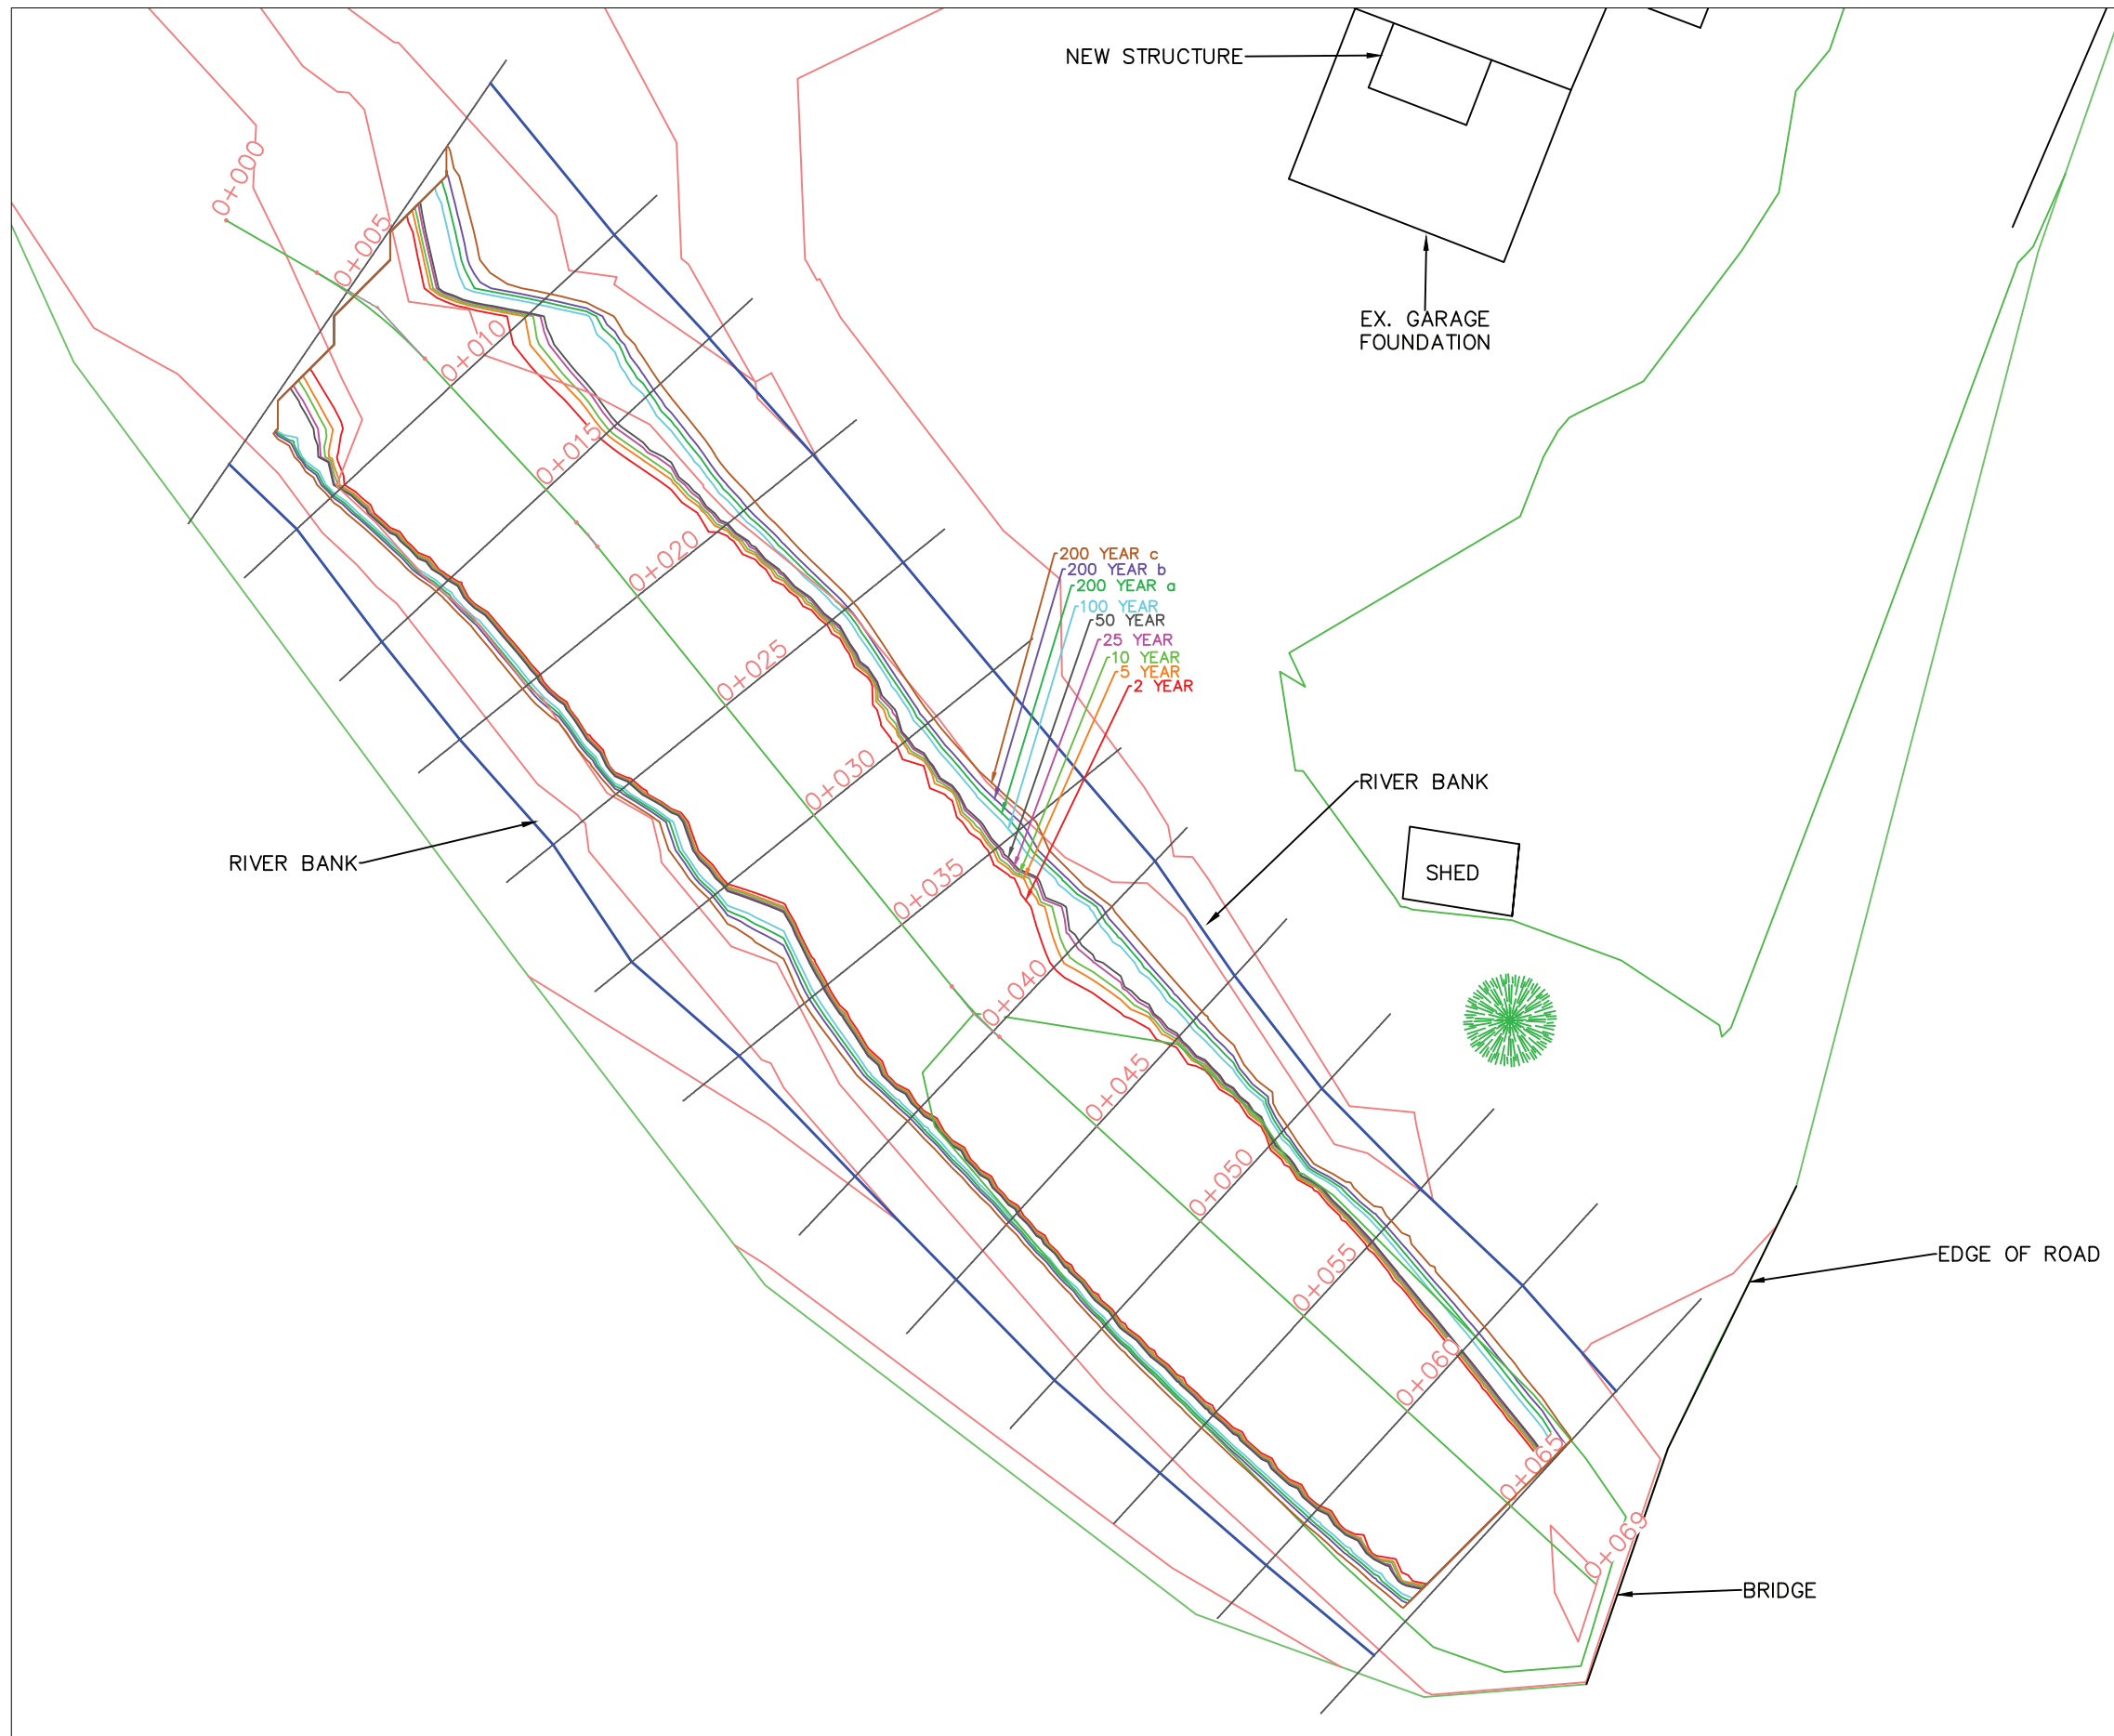 NEW STRUCTURE
0+000
0+005
EX. GARAGE
FOUNDATION
0+010
0+015
0+020
200 YEAR c
200 YEAR b
200 YEAR a
100 YEAR
50 YEAR
25 YEAR
10 YEAR
5 YEAR
2 YEAR
0+025
0+030
RIVER BANK
RIVER BANK
SHED
0+035
0+040
0+045
0+050
0+055
EDGE OF ROAD
0+060
0+065
0+069
BRIDGE